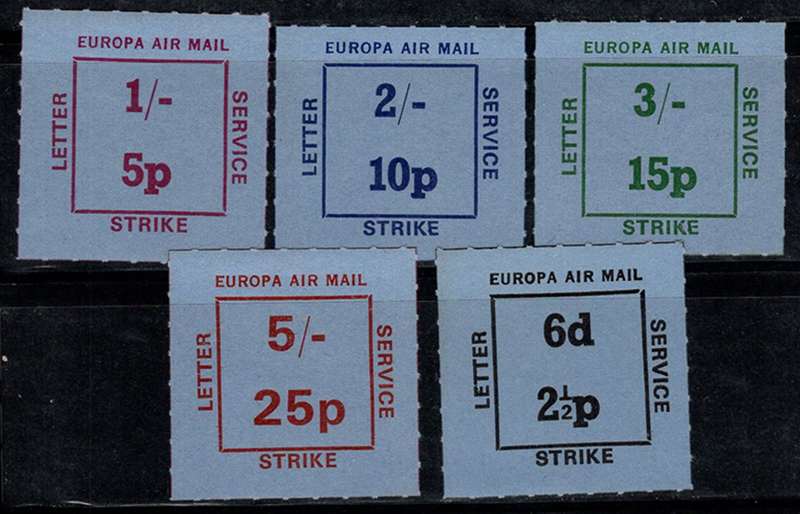 EUROPA AIR MAIL
LETTER
1/-
5p
SERVICE
STRIKE
EUROPA AIR MAIL
LETTER
2/-
10p
SERVICE
STRIKE
EUROPA AIR MAIL
LETTER
3/-
15p
SERVICE
STRIKE
EUROPA AIR MAIL
LETTER
5/-
25p
SERVICE
STRIKE
EUROPA AIR MAIL
LETTER
6d
2½p
SERVICE
STRIKE